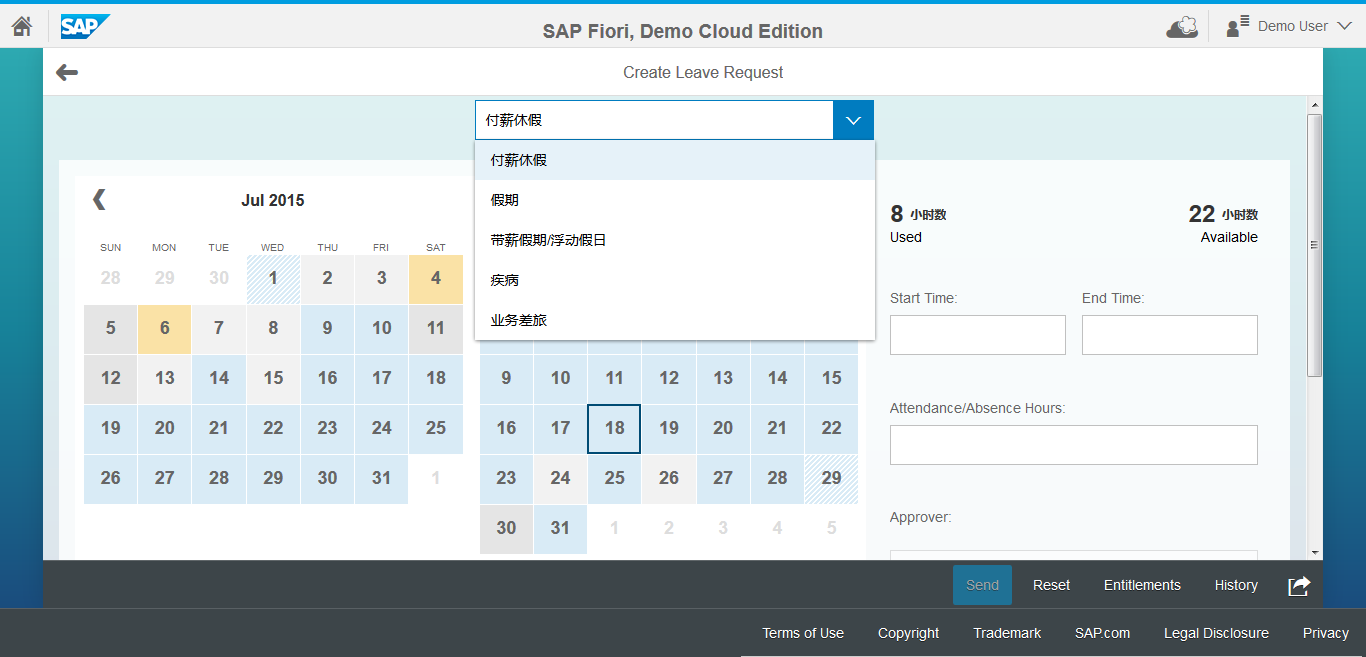 SAP
SAP Fiori, Demo Cloud Edition
Demo User
Create Leave Request
付薪休假
付薪休假
假期
带薪假期/浮动假日
疾病
业务差旅
Jul 2015
SUN MON TUE WED THU FRI SAT
28 29 30 1 2 3 4
5 6 7 8 9 10 11
12 13 14 15 16 17 18
19 20 21 22 23 24 25
26 27 28 29 30 31 1
9 10 11 12 13 14 15
16 17 18 19 20 21 22
23 24 25 26 27 28 29
30 31 1 2 3 4 5
8 小时数 22 小时数
Used Available
Start Time: End Time:
Attendance/Absence Hours:
Approver:
Send Reset Entitlements History
Terms of Use Copyright Trademark SAP.com Legal Disclosure Privacy